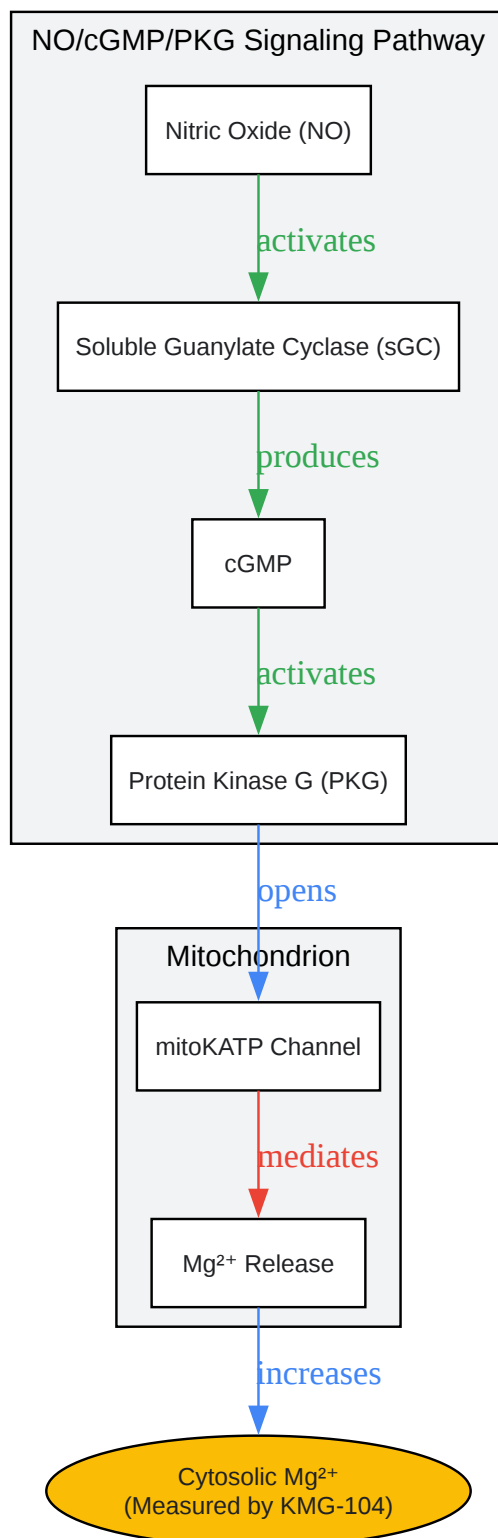 NO/cGMP/PKG Signaling Pathway
Nitric Oxide (NO)
activates
Soluble Guanylate Cyclase (sGC)
produces
cGMP
activates
Protein Kinase G (PKG)
opens
Mitochondrion
mitoKATP Channel
mediates
Mg²⁺ Release
increases
Cytosolic Mg²⁺
(Measured by KMG-104)